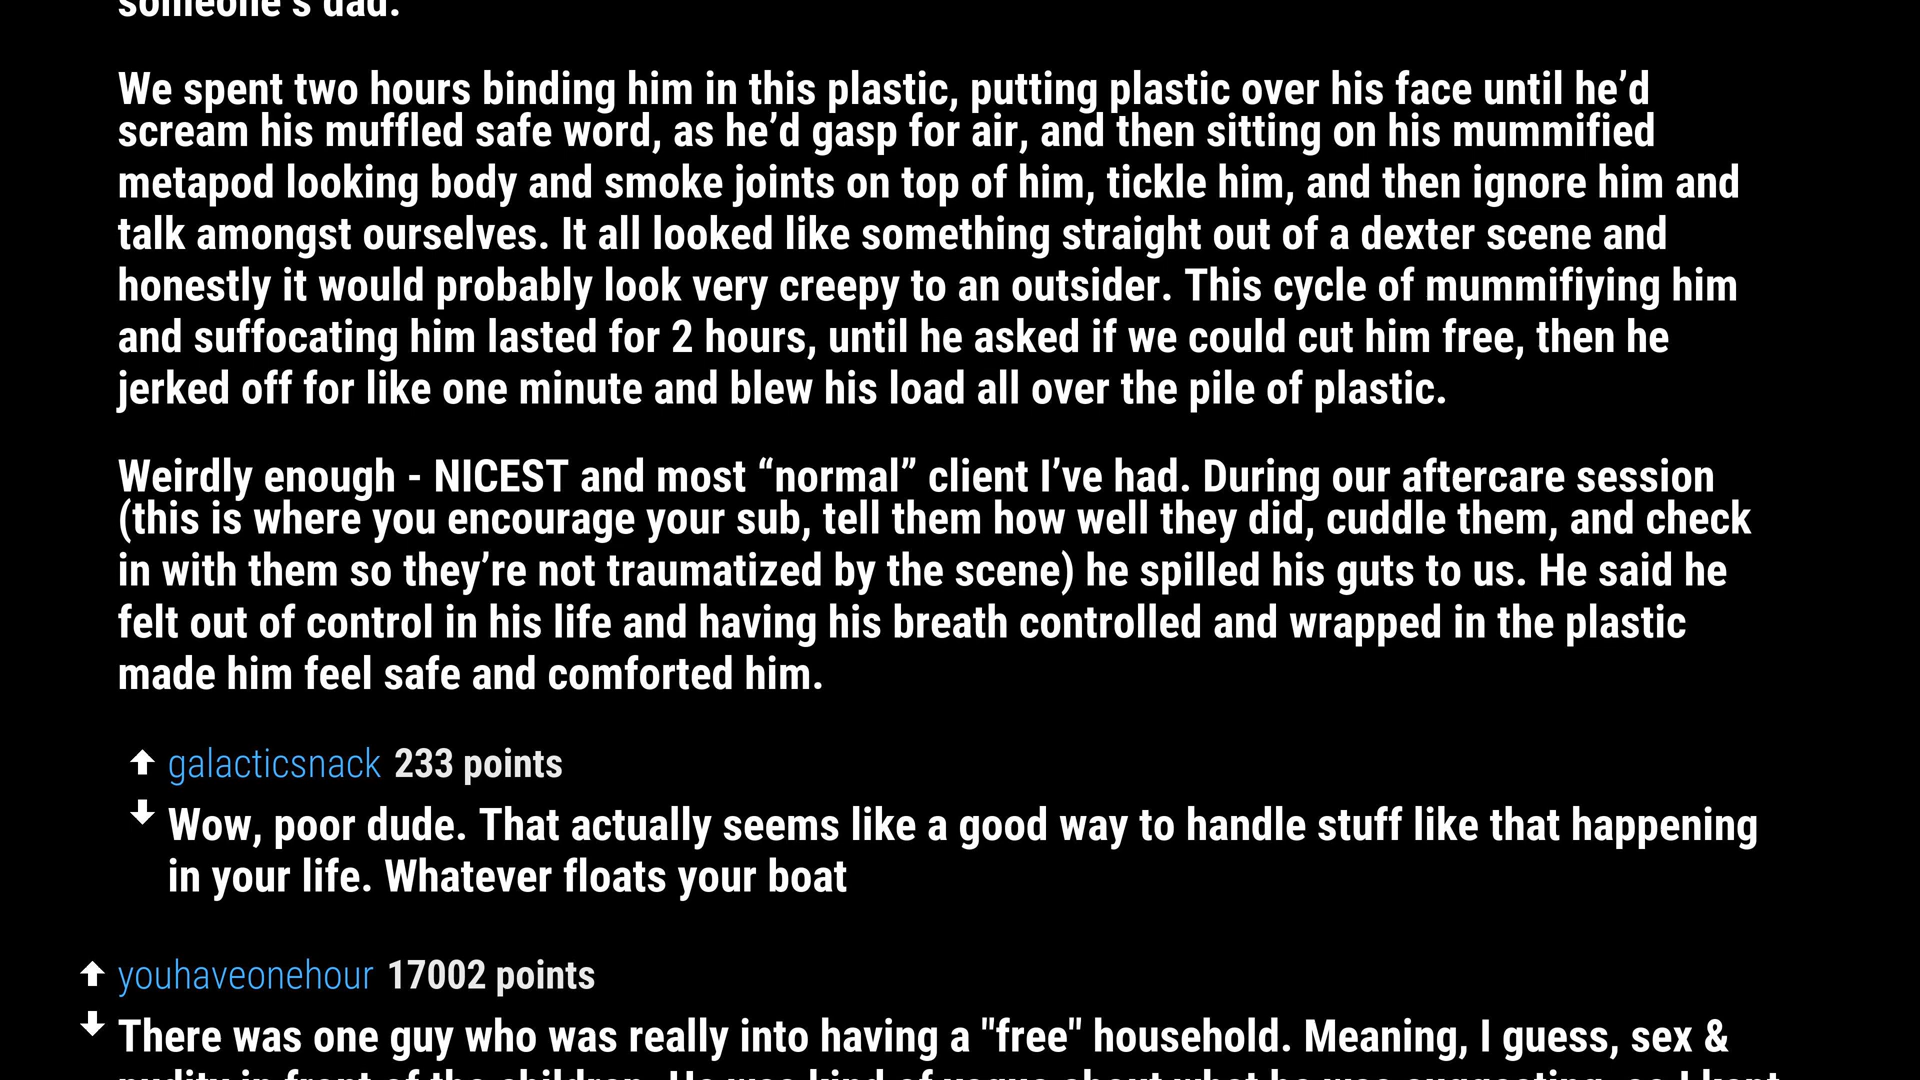 someone's dad.
We spent two hours binding him in this plastic, putting plastic over his face until he’d
scream his muffled safe word, as he’d gasp for air, and then sitting on his mummified
metapod looking body and smoke joints on top of him, tickle him, and then ignore him and
talk amongst ourselves. It all looked like something straight out of a dexter scene and
honestly it would probably look very creepy to an outsider. This cycle of mummifiying him
and suffocating him lasted for 2 hours, until he asked if we could cut him free, then he
jerked off for like one minute and blew his load all over the pile of plastic.
Weirdly enough - NICEST and most “normal” client I’ve had. During our aftercare session
(this is where you encourage your sub, tell them how well they did, cuddle them, and check
in with them so they’re not traumatized by the scene) he spilled his guts to us. He said he
felt out of control in his life and having his breath controlled and wrapped in the plastic
made him feel safe and comforted him.
galacticsnack 233 points
Wow, poor dude. That actually seems like a good way to handle stuff like that happening
in your life. Whatever floats your boat
youhaveonehour 17002 points
There was one guy who was really into having a "free" household. Meaning, I guess, sex &